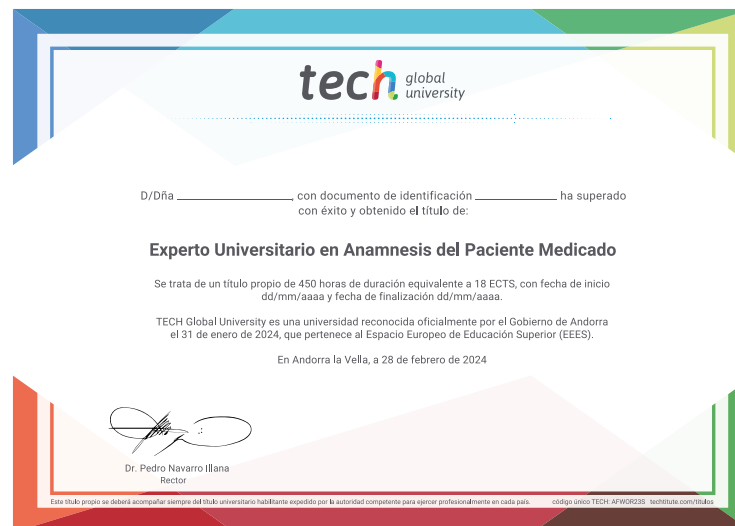 tech global university
D/Dña ____________________, con documento de identificación ______________ ha superado
con éxito y obtenido el título de:
Experto Universitario en Anamnesis del Paciente Medicado
Se trata de un título propio de 450 horas de duración equivalente a 18 ECTS, con fecha de inicio
dd/mm/aaaa y fecha de finalización dd/mm/aaaa.
TECH Global University es una universidad reconocida oficialmente por el Gobierno de Andorra
el 31 de enero de 2024, que pertenece al Espacio Europeo de Educación Superior (EEES).
En Andorra la Vella, a 28 de febrero de 2024
Dr. Pedro Navarro Illana
Rector
Este título propio se deberá acompañar siempre del título universitario habilitante expedido por la autoridad competente para ejercer profesionalmente en cada país. código único TECH: AFWOR23S techtitute.com/titulos